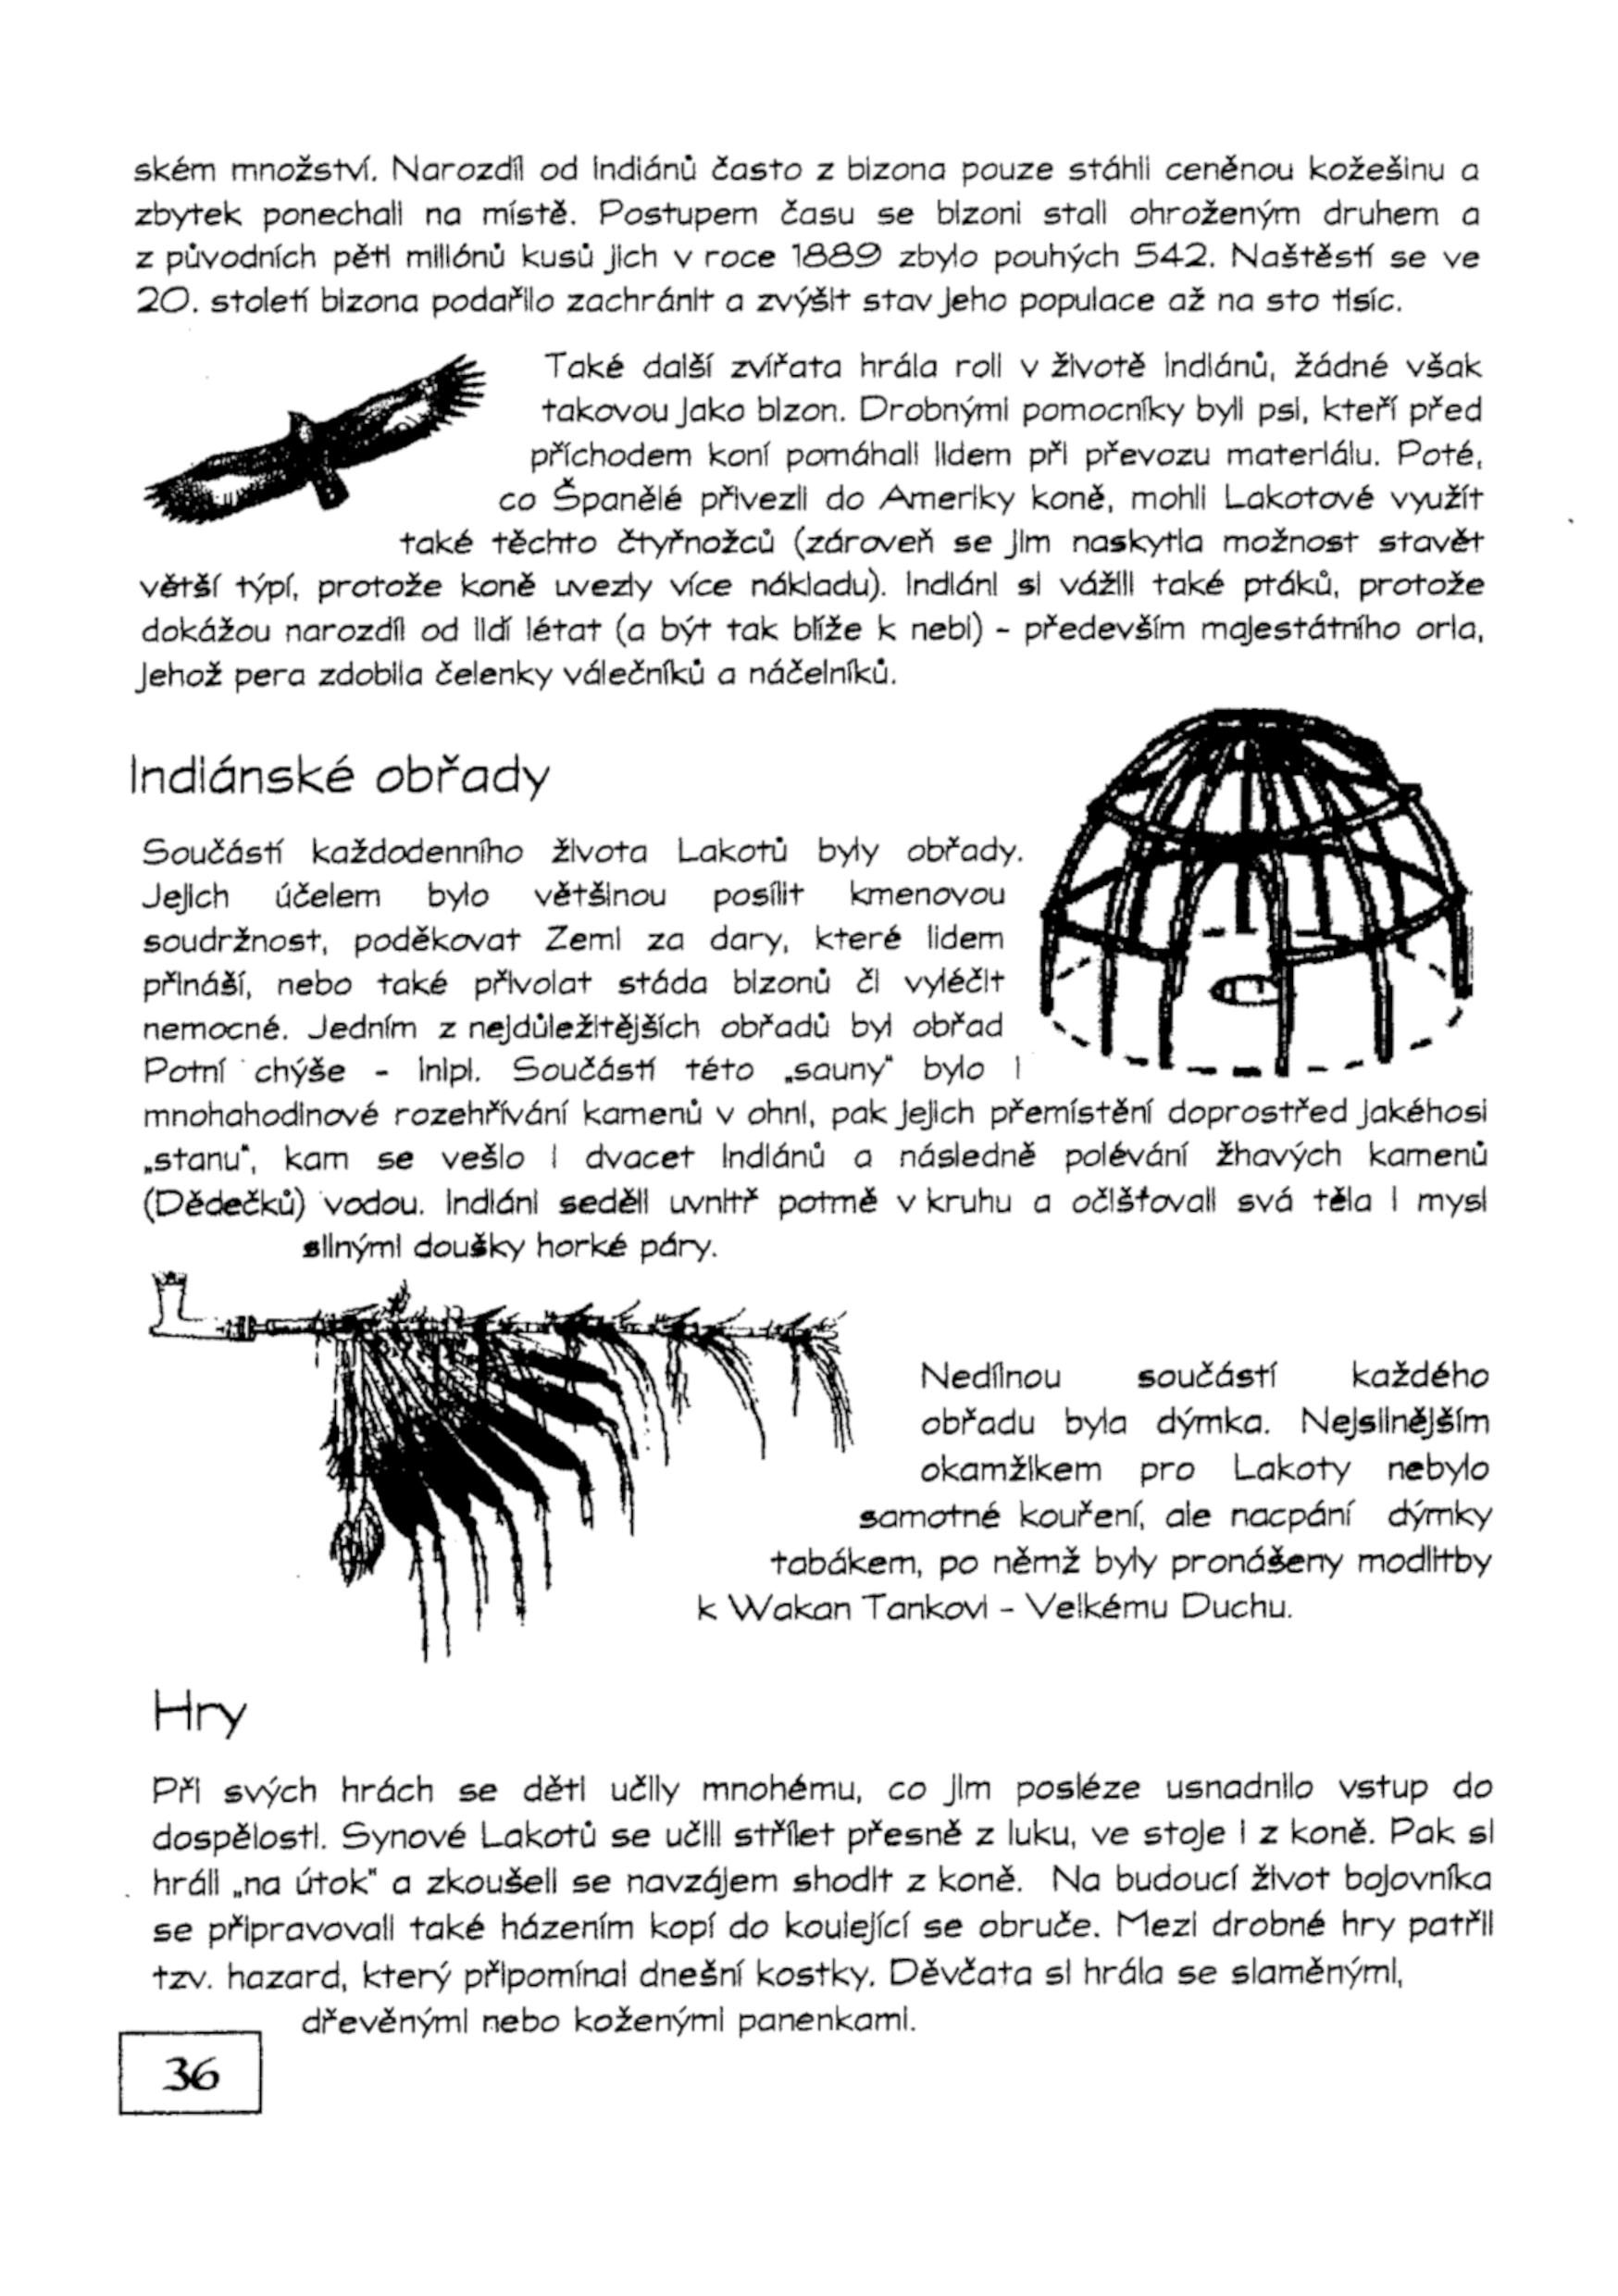 ském množství. Narozdíl od Indiánů často z bizona pouze stáhli ceněnou kožešinu a
zbytek ponechali na místě. Postupem času se bizoni stali ohroženým druhem a
z původních pěti miliónů kusů jich v roce 1889 zbylo pouhých 542. Naštěstí se ve
20. století bizona podařilo zachránit a zvýšit stav jeho populace až na sto tisíc.
Také další zvířata hrála roli v životě Indiánů, žádné však
takovou jako bizon. Drobnými pomocníky byli psi, kteří před
příchodem koní pomáhali lidem při převozu materiálu. Poté,
co Španělé přivezli do Ameriky koně, mohli Lakotové využít
také těchto čtyřnožců (zároveň se jim naskytla možnost stavět
větší týpí, protože koně uvezly více nákladu). Indiáni si vážili také ptáků, protože
dokážou narozdíl od lidí létat (a být tak blíže k nebi) - především majestátního orla,
jehož pera zdobila čelenky válečníků a náčelníků.
Indiánské obřady
Součástí každodenního života Lakotů byly obřady.
Jejich účelem bylo většinou posílit kmenovou
soudržnost, poděkovat Zemi za dary, které lidem
přináší, nebo také přivolat stáda bizonů či vyléčit
nemocné. Jedním z nejdůležitějších obřadů byl obřad
Potní chýše - Inipi. Součástí této „sauny" bylo i
mnohahodinové rozehřívání kamenů v ohni, pak jejich přemístění doprostřed jakéhosi
„stanu", kam se vešlo i dvacet Indiánů a následně polévání žhavých kamenů
(Dědečků) vodou. Indiáni seděli uvnitř potmě v kruhu a očišťovali svá těla i mysl
silnými doušky horké páry.
Nedílnou součástí každého
obřadu byla dýmka. Nejsilnějším
okamžikem pro Lakoty nebylo
samotné kouření, ale nacpání dýmky
tabákem, po němž byly pronášeny modlitby
k Wakan Tankovi - Velkému Duchu.
Hry
Při svých hrách se děti učily mnohému, co jim posléze usnadnilo vstup do
dospělosti. Synové Lakotů se učili střílet přesně z luku, ve stoje i z koně. Pak si
hráli „na útok" a zkoušeli se navzájem shodit z koně. Na budoucí život bojovníka
se připravovali také házením kopí do koulející se obruče. Mezi drobné hry patřil
tzv. hazard, který připomínal dnešní kostky. Děvčata si hrála se slaměnými,
dřevěnými nebo koženými panenkami.
36